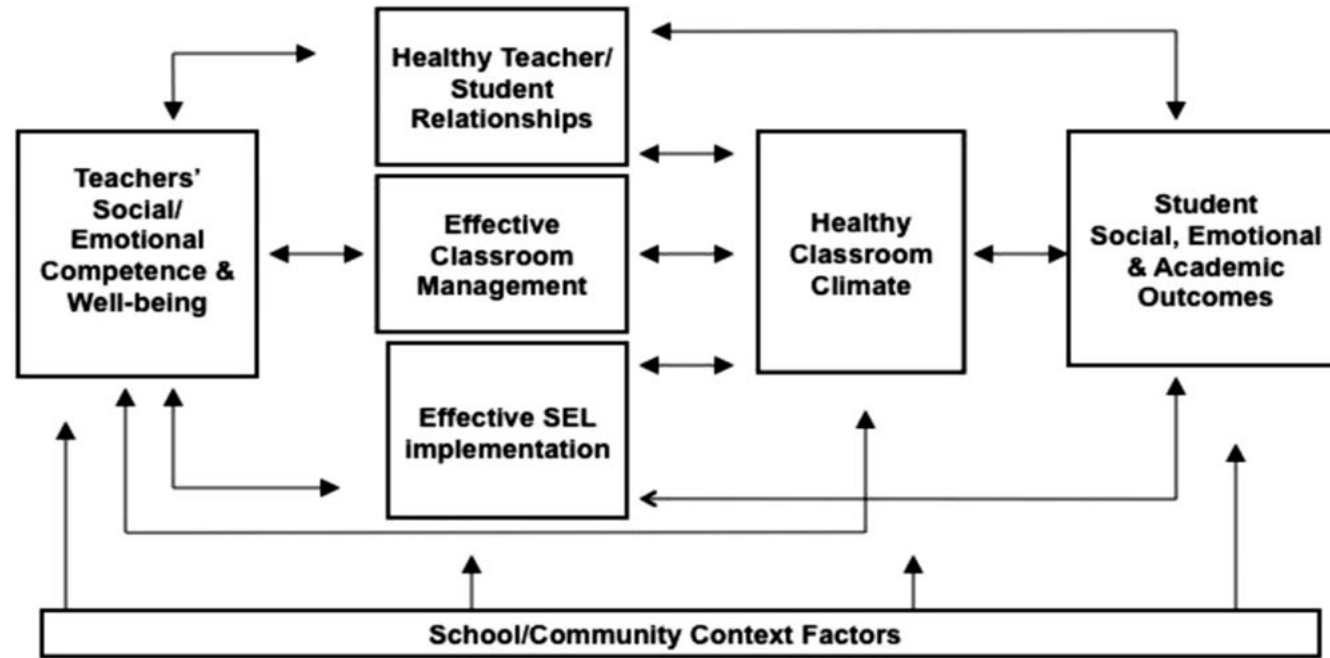 Healthy Teacher/
Student
Relationships
Teachers'
Social/
Emotional
Competence &
Well-being
Effective
Classroom
Management
Healthy
Classroom
Climate
Student
Social, Emotional
& Academic
Outcomes
Effective SEL
implementation
School/Community Context Factors